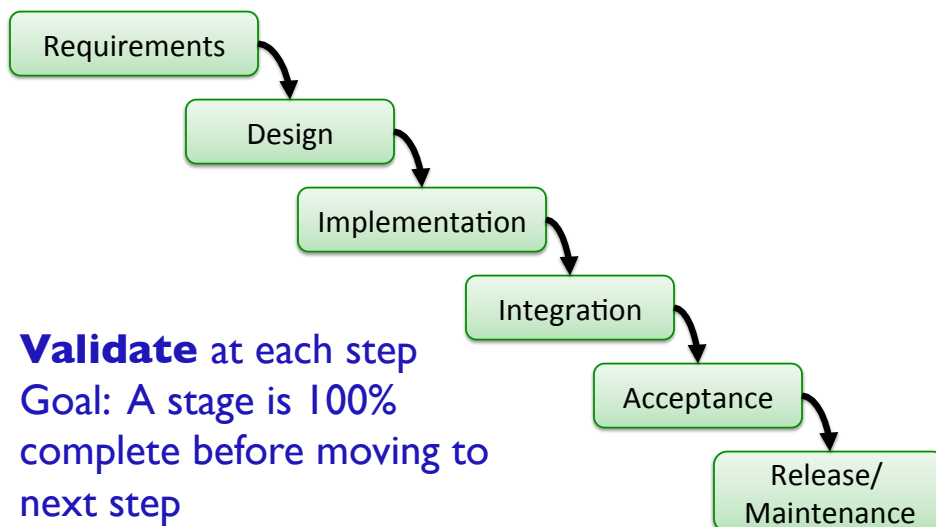 Requirements
Design
Implementation
Integration
Validate at each step
Goal: A stage is 100%
complete before moving to
next step
Acceptance
Release/
Maintenance